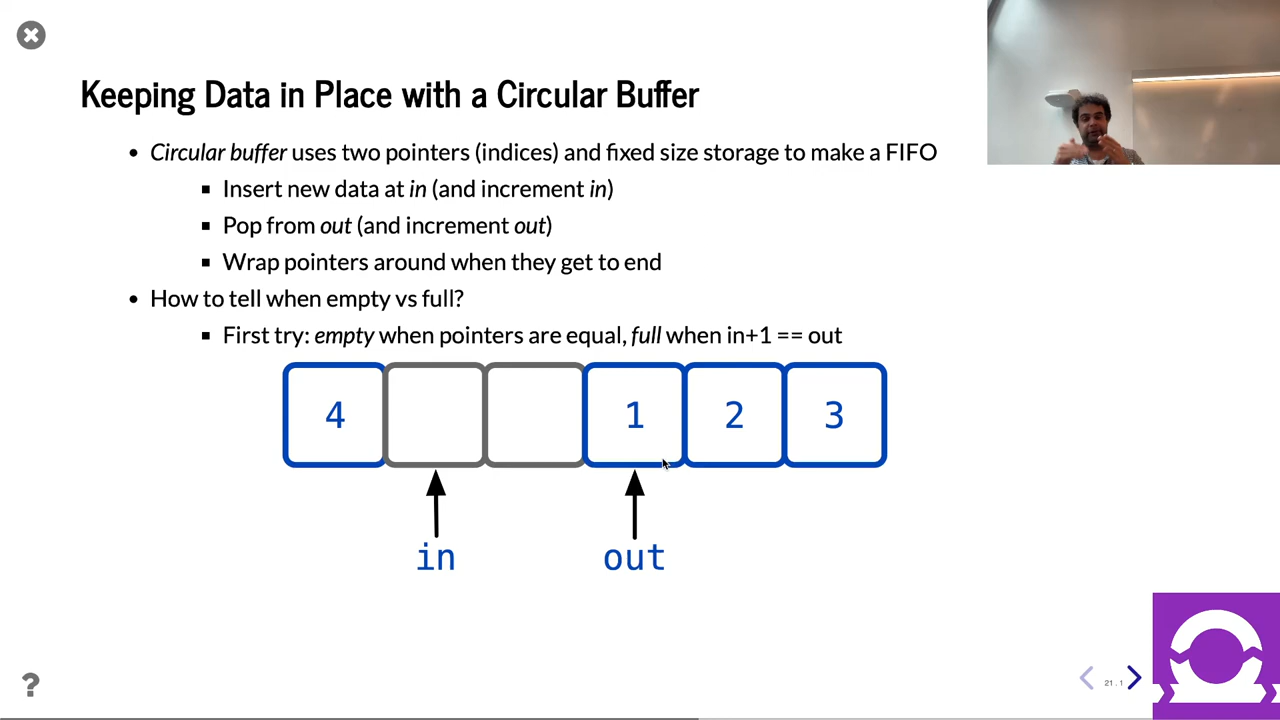 Keeping Data in Place with a Circular Buffer
Circular buffer uses two pointers (indices) and fixed size storage to make a FIFO
Insert new data at in (and increment in)
Pop from out (and increment out)
Wrap pointers around when they get to end
How to tell when empty vs full?
First try: empty when pointers are equal, full when in+1 == out
4 1 2 3
in out
21 . 1
?